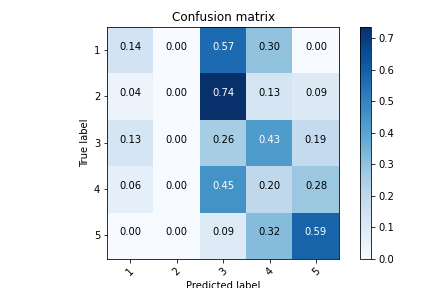 Confusion matrix
1 0.14 0.00 0.57 0.30 0.00
2 0.04 0.00 0.74 0.13 0.09
3 0.13 0.00 0.26 0.43 0.19
4 0.06 0.00 0.45 0.20 0.28
5 0.00 0.00 0.09 0.32 0.59
1 2 3 4 5
True label
Predicted label
0.7
0.6
0.5
0.4
0.3
0.2
0.1
0.0